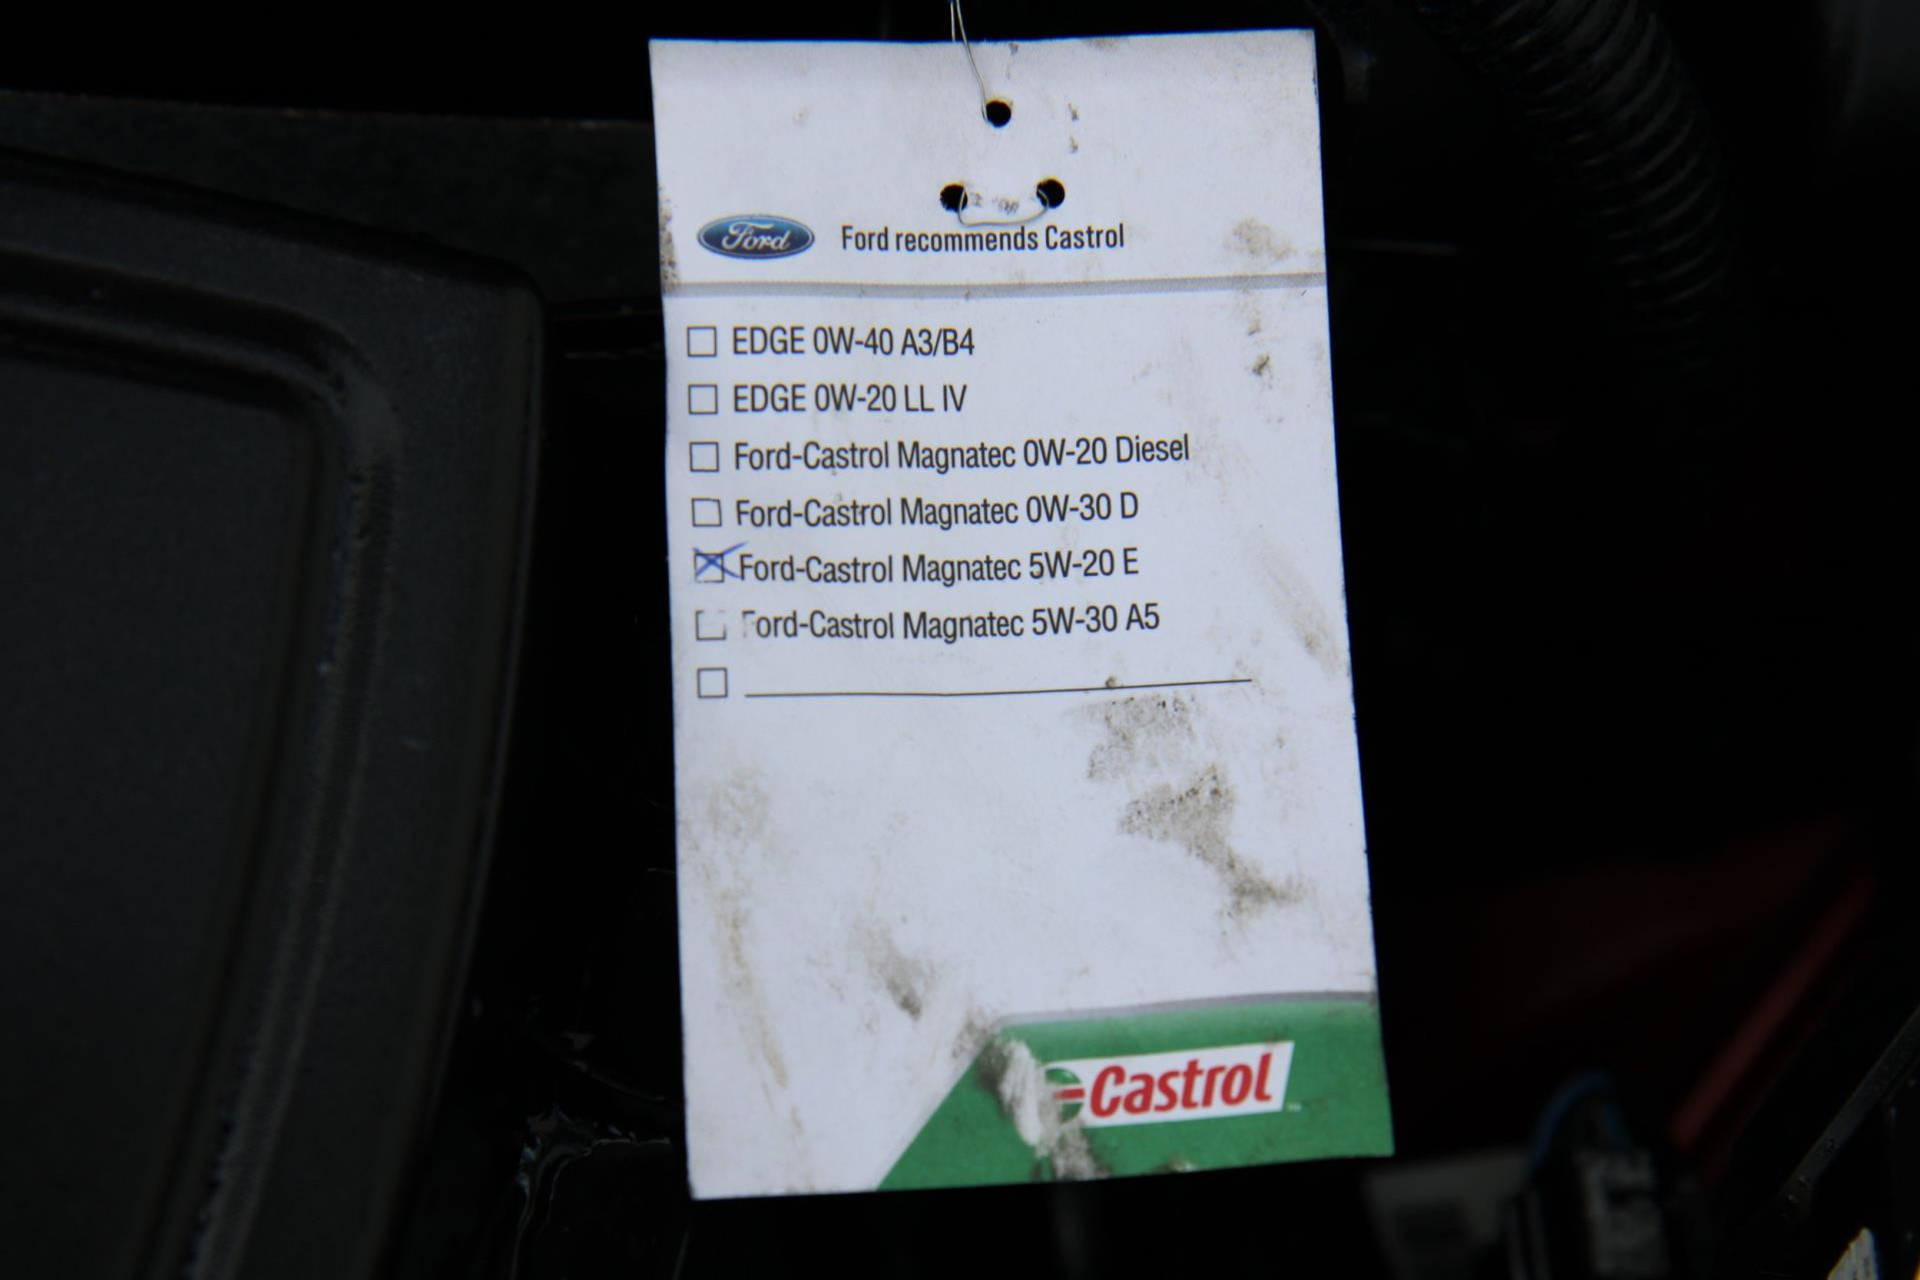 Ford Ford recommends Castrol
EDGE 0W-40 A3/B4
EDGE 0W-20 LL IV
Ford-Castrol Magnatec 0W-20 Diesel
Ford-Castrol Magnatec 0W-30 D
Ford-Castrol Magnatec 5W-20 E
Ford-Castrol Magnatec 5W-30 A5
Castrol